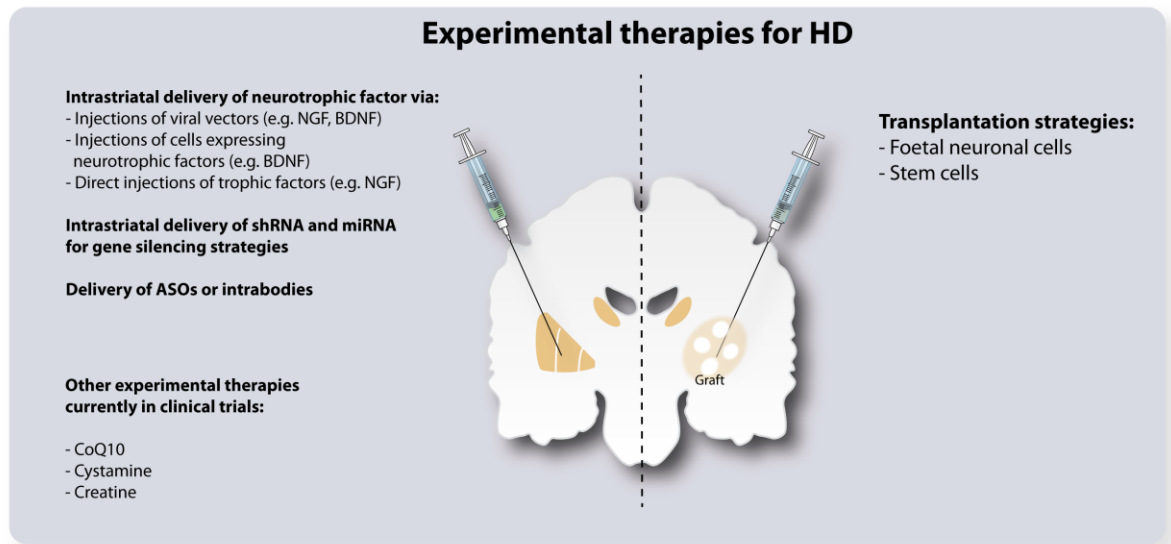 Experimental therapies for HD
Intrastriatal delivery of neurotrophic factor via:
- Injections of viral vectors (e.g. NGF, BDNF)
- Injections of cells expressing
neurotrophic factors (e.g. BDNF)
- Direct injections of trophic factors (e.g. NGF)
Intrastriatal delivery of shRNA and miRNA
for gene silencing strategies
Delivery of ASOs or intrabodies
Other experimental therapies
currently in clinical trials:
- CoQ10
- Cystamine
- Creatine
Graft
Transplantation strategies:
- Foetal neuronal cells
- Stem cells